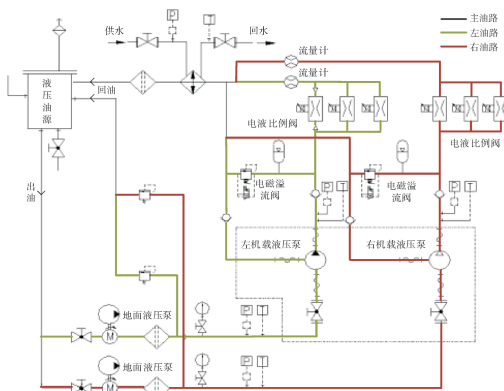 主油路
左油路
右油路
供水
P
T
回水
流量计
流量计
液
压
油
源
回油
电液比例阀
电液比例阀
电磁溢
流阀
电磁溢
流阀
出
油
P
T
P
T
左机载液压泵
右机载液压泵
地面液压泵
M
P
T
地面液压泵
M
P
T